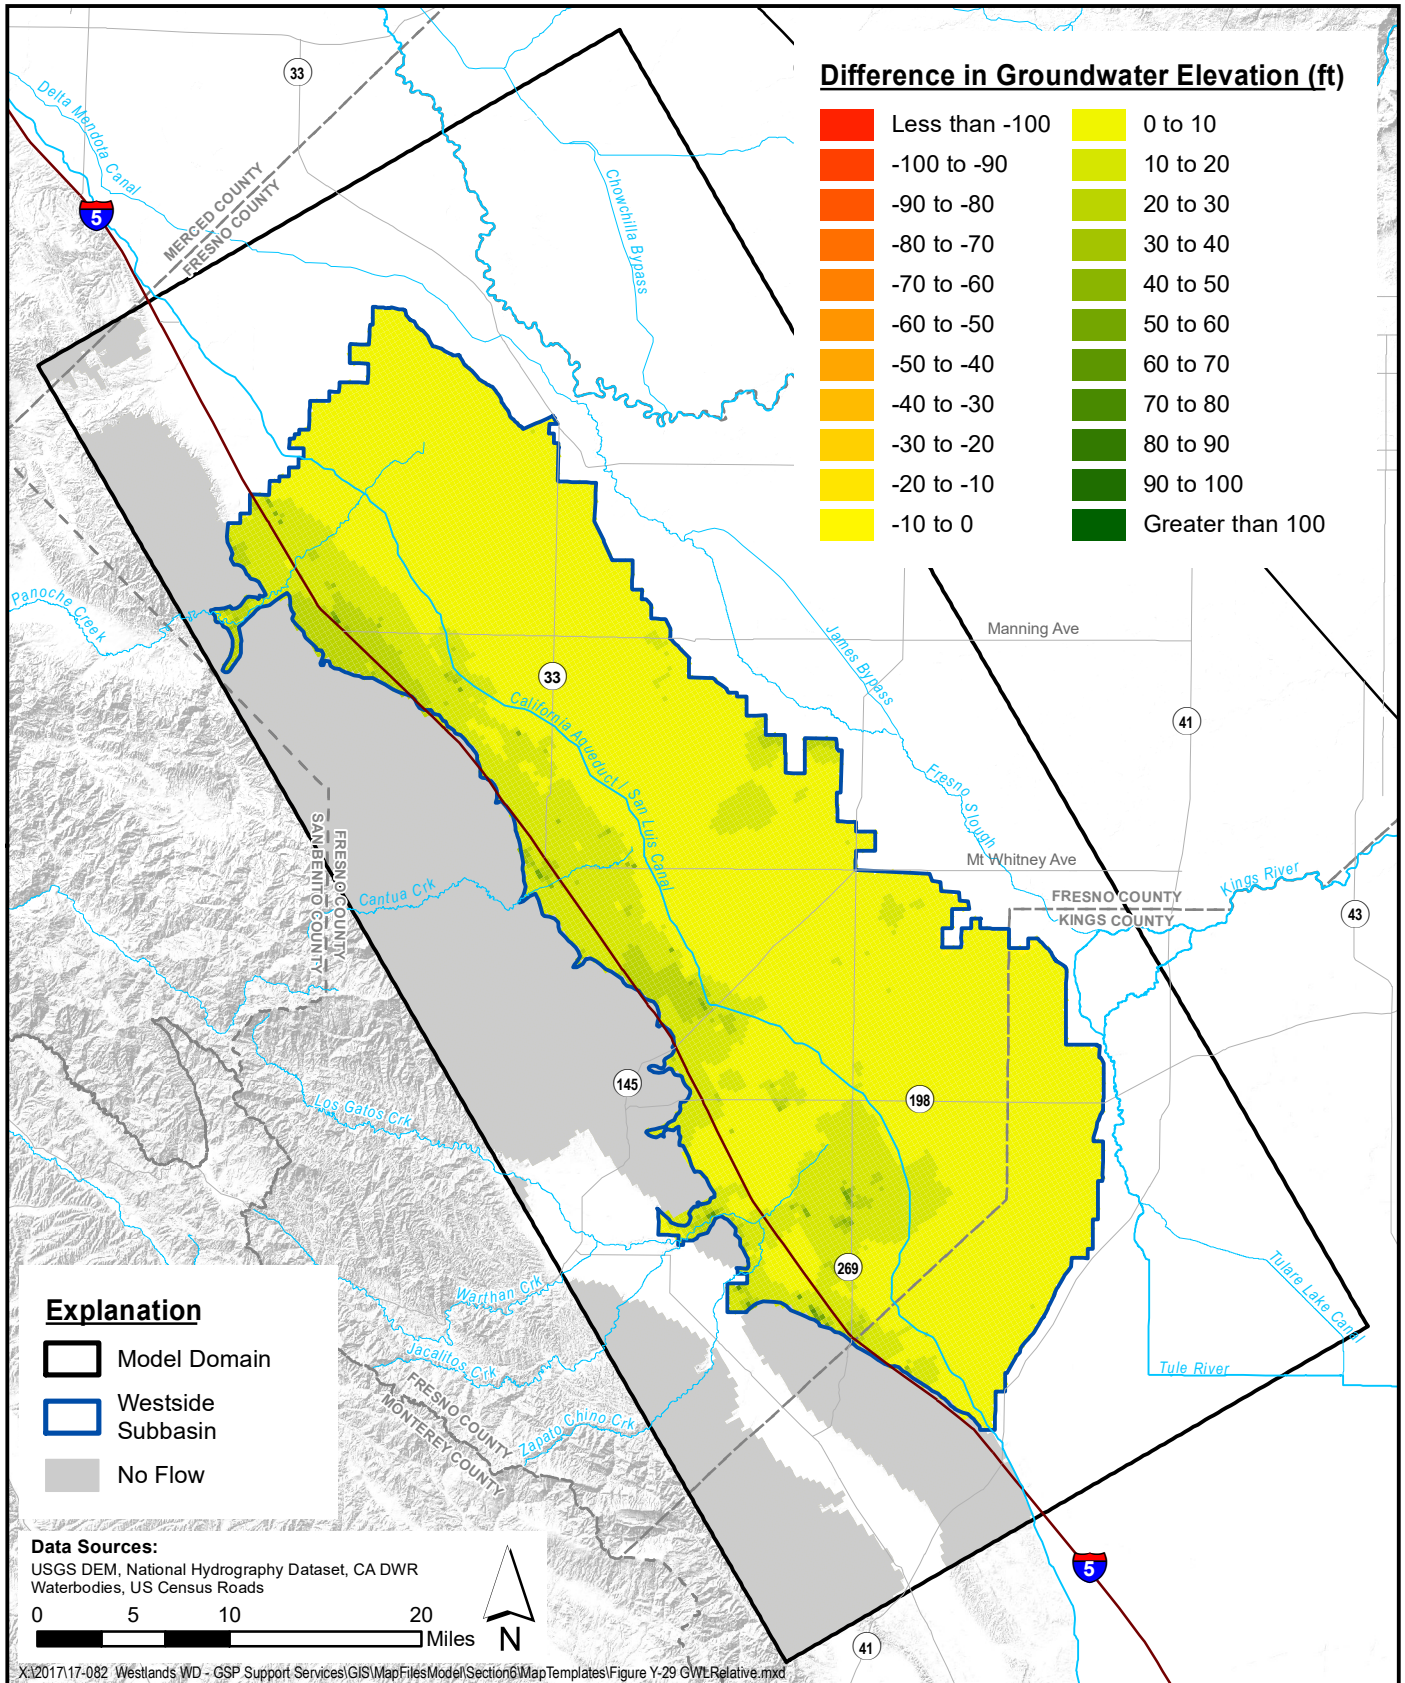 33
Delta Mendota Canal
MERCED COUNTY
FRESNO COUNTY
5
Chowchilla Bypass
Difference in Groundwater Elevation (ft)
Less than -100
-100 to -90
-90 to -80
-80 to -70
-70 to -60
-60 to -50
-50 to -40
-40 to -30
-30 to -20
-20 to -10
-10 to 0
0 to 10
10 to 20
20 to 30
30 to 40
40 to 50
50 to 60
60 to 70
70 to 80
80 to 90
90 to 100
Greater than 100
Panoche Creek
James Bypass
Manning Ave
33
41
California Aqueduct / San Luis Canal
Fresno Slough
SAN BENITO COUNTY
FRESNO COUNTY
Cantua Crk
Mt Whitney Ave
FRESNO COUNTY
KINGS COUNTY
Kings River
43
145
198
Los Gatos Crk
269
Warthan Crk
Jacalitos Crk
Zapato Chino Crk
FRESNO COUNTY
MONTEREY COUNTY
Tulare Lake Canal
Tule River
5
41
Explanation
Model Domain
Westside
Subbasin
No Flow
Data Sources:
USGS DEM, National Hydrography Dataset, CA DWR
Waterbodies, US Census Roads
0 5 10 20
Miles
N
X:\2017\17-082 Westlands WD - GSP Support Services\GIS\MapFilesModel\Section6\MapTemplates\Figure Y-29 GWLRelative.mxd